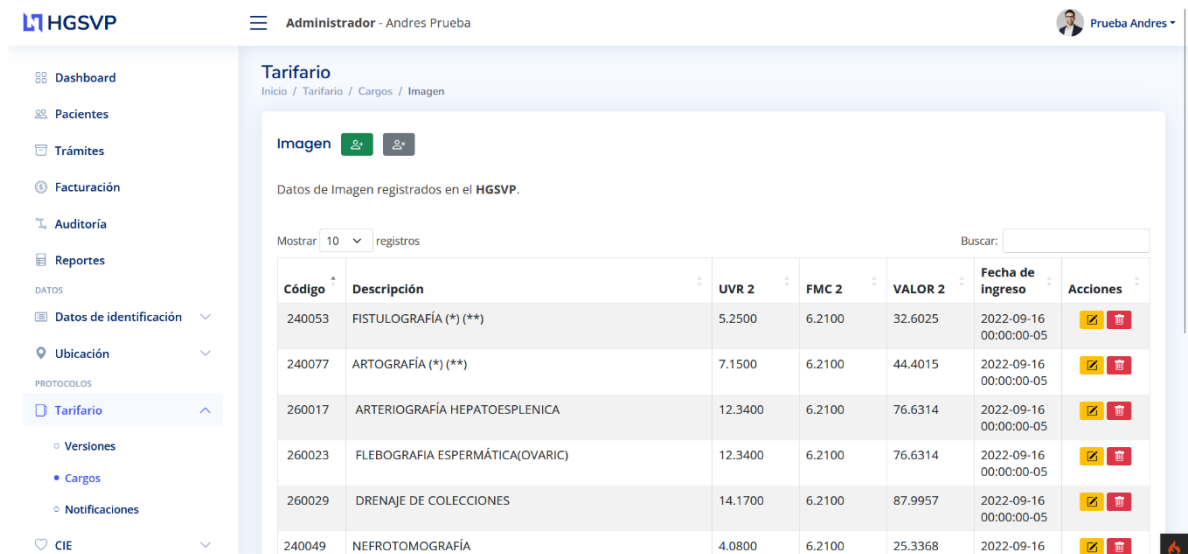 HGSVP
Administrador - Andres Prueba
Prueba Andres
Dashboard
Pacientes
Trámites
Facturación
Auditoría
Reportes
DATOS
Datos de identificación
Ubicación
PROTOCOLOS
Tarifario
Versiones
Cargos
Notificaciones
CIE
Tarifario
Inicio / Tarifario / Cargos / Imagen
Imagen
Datos de Imagen registrados en el HGSVP.
Mostrar 10 registros
Buscar:
Código Descripción UVR 2 FMC 2 VALOR 2 Fecha de ingreso Acciones
240053 FISTULOGRAFÍA (*) (**) 5.2500 6.2100 32.6025 2022-09-16
00:00:00-05
240077 ARTOGRAFÍA (*) (**) 7.1500 6.2100 44.4015 2022-09-16
00:00:00-05
260017 ARTERIOGRAFÍA HEPATOESPLENICA 12.3400 6.2100 76.6314 2022-09-16
00:00:00-05
260023 FLEBOGRAFIA ESPERMÁTICA(OVARIC) 12.3400 6.2100 76.6314 2022-09-16
00:00:00-05
260029 DRENAJE DE COLECCIONES 14.1700 6.2100 87.9957 2022-09-16
00:00:00-05
240049 NEFROTOMOGRAFÍA 4.0800 6.2100 25.3368 2022-09-16